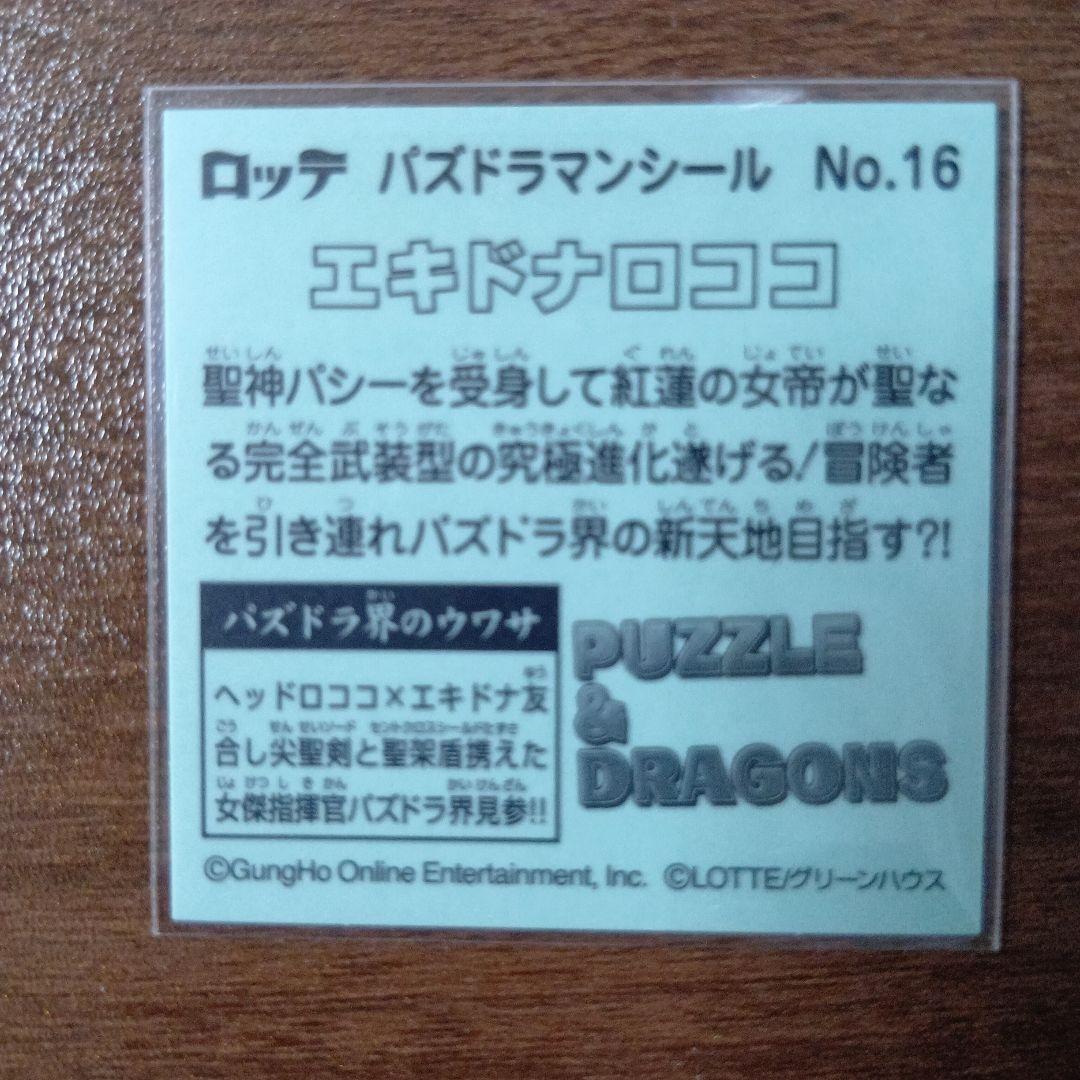 ロッテ パズドラマンシール No.16
エキドナロココ
聖神パシーを受身して紅蓮の女帝が聖な
る完全武装型の究極進化遂げる!冒険者
を引き連れパズドラ界の新天地目指す?!
パズドラ界のウワサ
ヘッドロココ×エキドナ友
合し尖聖剣と聖架盾携えた
女傑指揮官パズドラ界見参!!
PUZZLE
&
DRAGONS
©GungHo Online Entertainment, Inc. ©LOTTE/グリーンハウス